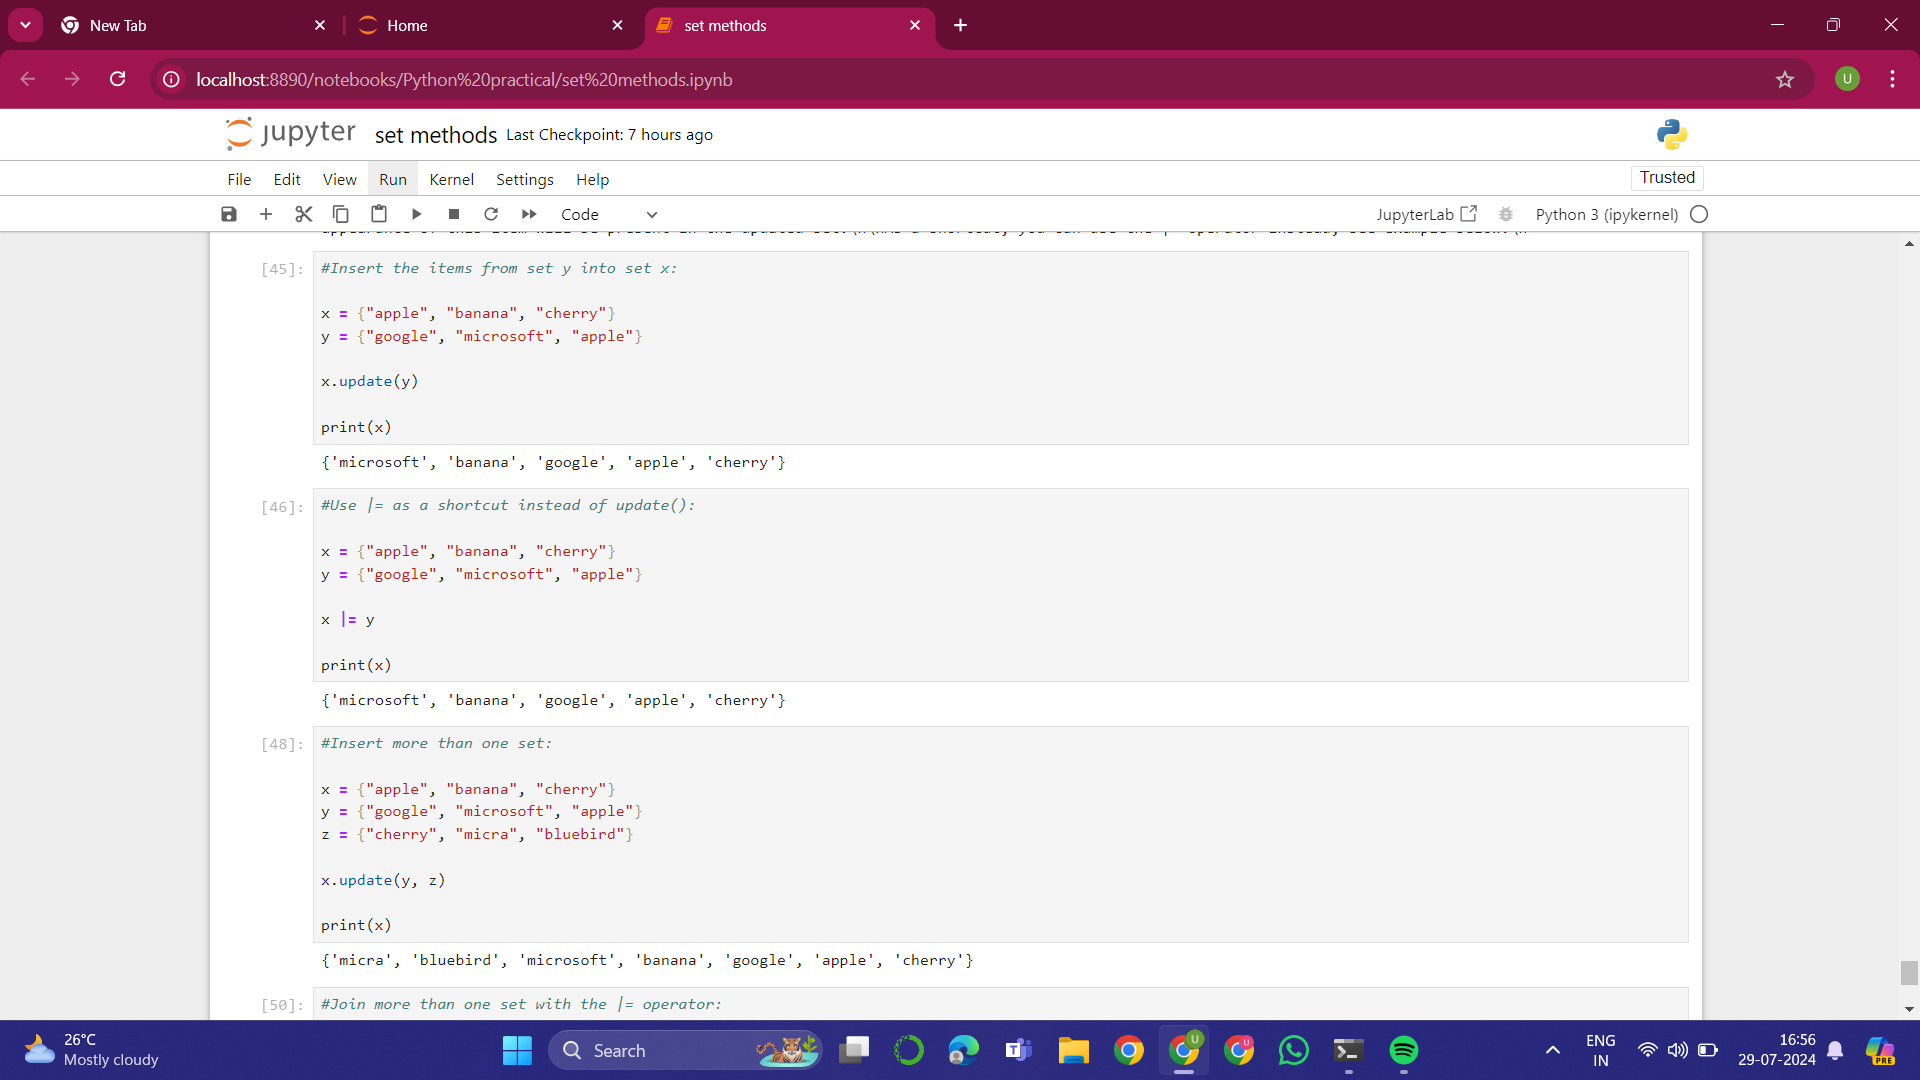 New Tab
Home
set methods
localhost:8890/notebooks/Python%20practical/set%20methods.ipynb
U
jupyter
set methods
Last Checkpoint: 7 hours ago
File Edit View Run Kernel Settings Help
Trusted
Code
JupyterLab
Python 3 (ipykernel)
[45]:
#Insert the items from set y into set x:
x = {"apple", "banana", "cherry"}
y = {"google", "microsoft", "apple"}
x.update(y)
print(x)
{'microsoft', 'banana', 'google', 'apple', 'cherry'}
[46]:
#Use |= as a shortcut instead of update():
x = {"apple", "banana", "cherry"}
y = {"google", "microsoft", "apple"}
x |= y
print(x)
{'microsoft', 'banana', 'google', 'apple', 'cherry'}
[48]:
#Insert more than one set:
x = {"apple", "banana", "cherry"}
y = {"google", "microsoft", "apple"}
z = {"cherry", "micra", "bluebird"}
x.update(y, z)
print(x)
{'micra', 'bluebird', 'microsoft', 'banana', 'google', 'apple', 'cherry'}
[50]:
#Join more than one set with the |= operator:
26°C
Mostly cloudy
Search
ENG
IN
16:56
29-07-2024
PRE